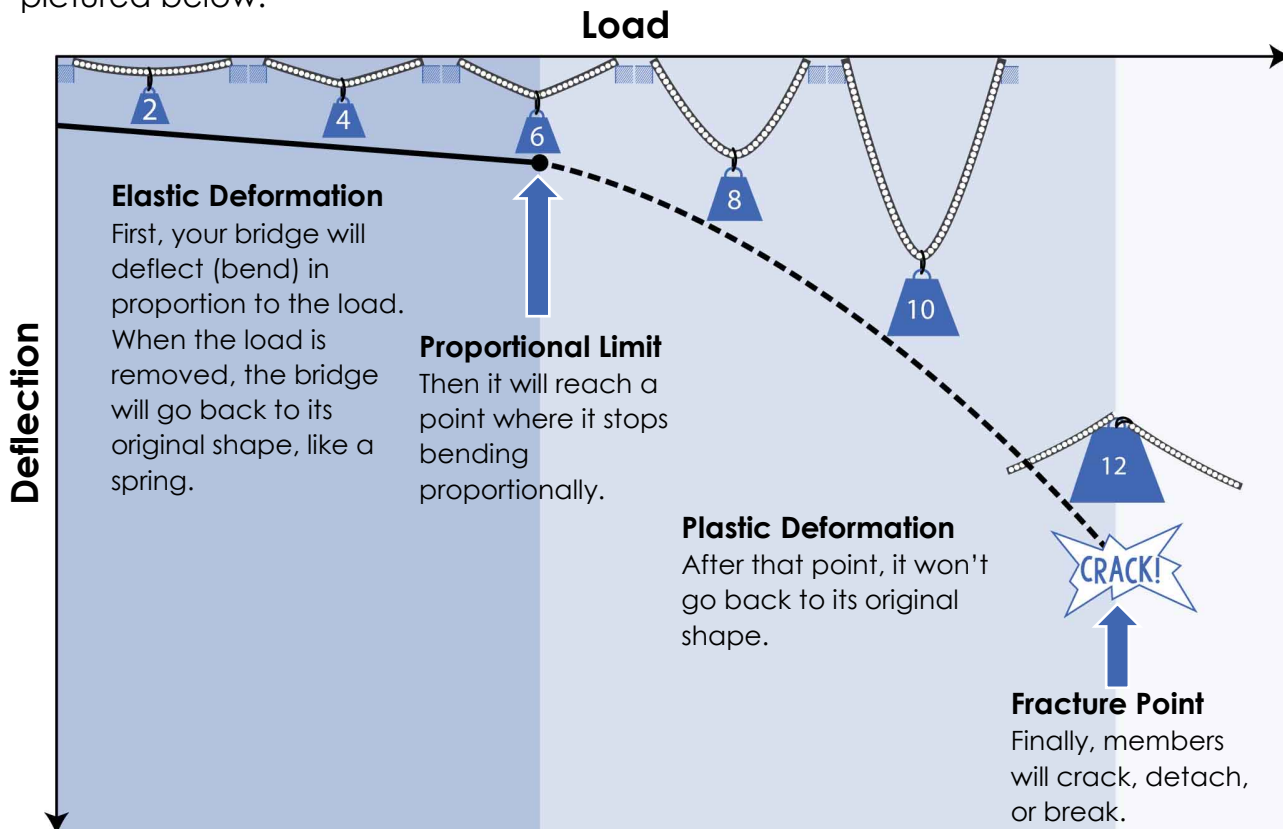 pictured below.
Load
2
4
6
8
10
12
Deflection
Elastic Deformation
First, your bridge will
deflect (bend) in
proportion to the load.
When the load is
removed, the bridge
will go back to its
original shape, like a
spring.
Proportional Limit
Then it will reach a
point where it stops
bending
proportionally.
Plastic Deformation
After that point, it won’t
go back to its original
shape.
CRACK!
Fracture Point
Finally, members
will crack, detach,
or break.